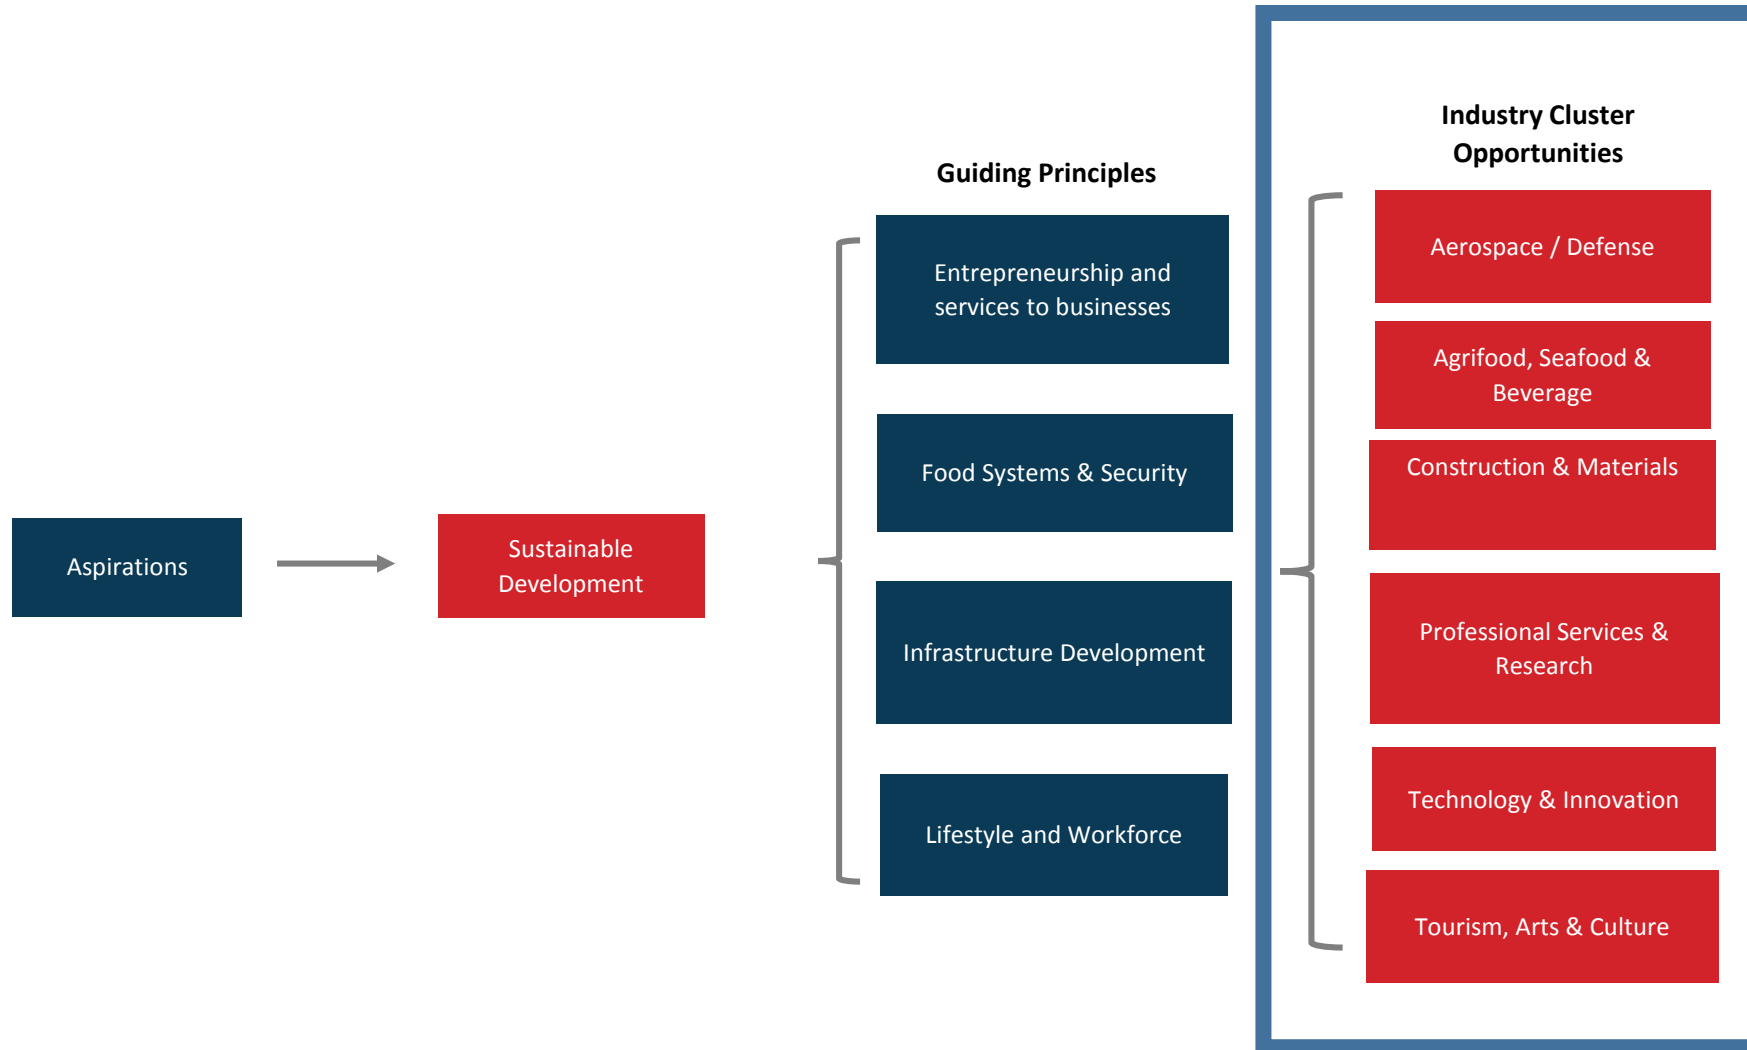 Aspirations
Sustainable
Development
Guiding Principles
Entrepreneurship and
services to businesses
Food Systems & Security
Infrastructure Development
Lifestyle and Workforce
Industry Cluster
Opportunities
Aerospace / Defense
Agrifood, Seafood &
Beverage
Construction & Materials
Professional Services &
Research
Technology & Innovation
Tourism, Arts & Culture